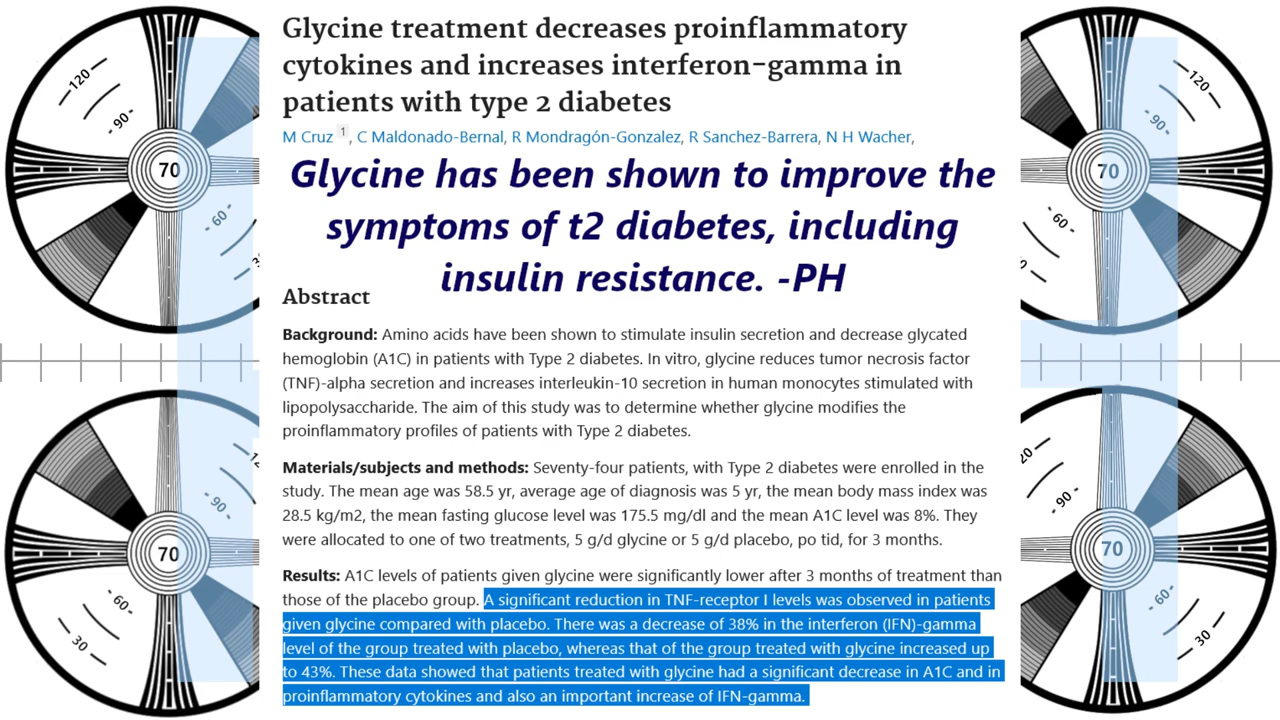 Glycine treatment decreases proinflammatory
cytokines and increases interferon-gamma in
patients with type 2 diabetes
M Cruz 1, C Maldonado-Bernal, R Mondragón-Gonzalez, R Sanchez-Barrera, N H Wacher,
Glycine has been shown to improve the
symptoms of t2 diabetes, including
insulin resistance. -PH
Abstract
Background: Amino acids have been shown to stimulate insulin secretion and decrease glycated
hemoglobin (A1C) in patients with Type 2 diabetes. In vitro, glycine reduces tumor necrosis factor
(TNF)-alpha secretion and increases interleukin-10 secretion in human monocytes stimulated with
lipopolysaccharide. The aim of this study was to determine whether glycine modifies the
proinflammatory profiles of patients with Type 2 diabetes.
Materials/subjects and methods: Seventy-four patients, with Type 2 diabetes were enrolled in the
study. The mean age was 58.5 yr, average age of diagnosis was 5 yr, the mean body mass index was
28.5 kg/m2, the mean fasting glucose level was 175.5 mg/dl and the mean A1C level was 8%. They
were allocated to one of two treatments, 5 g/d glycine or 5 g/d placebo, po tid, for 3 months.
Results: A1C levels of patients given glycine were significantly lower after 3 months of treatment than
those of the placebo group. A significant reduction in TNF-receptor I levels was observed in patients
given glycine compared with placebo. There was a decrease of 38% in the interferon (IFN)-gamma
level of the group treated with placebo, whereas that of the group treated with glycine increased up
to 43%. These data showed that patients treated with glycine had a significant decrease in A1C and in
proinflammatory cytokines and also an important increase of IFN-gamma.
120
- 90 -
70
- 60 -
120
- 90 -
70
- 60 -
- 60 -
- 90 -
70
- 60 -
30
- 90 -
70
- 60 -
30